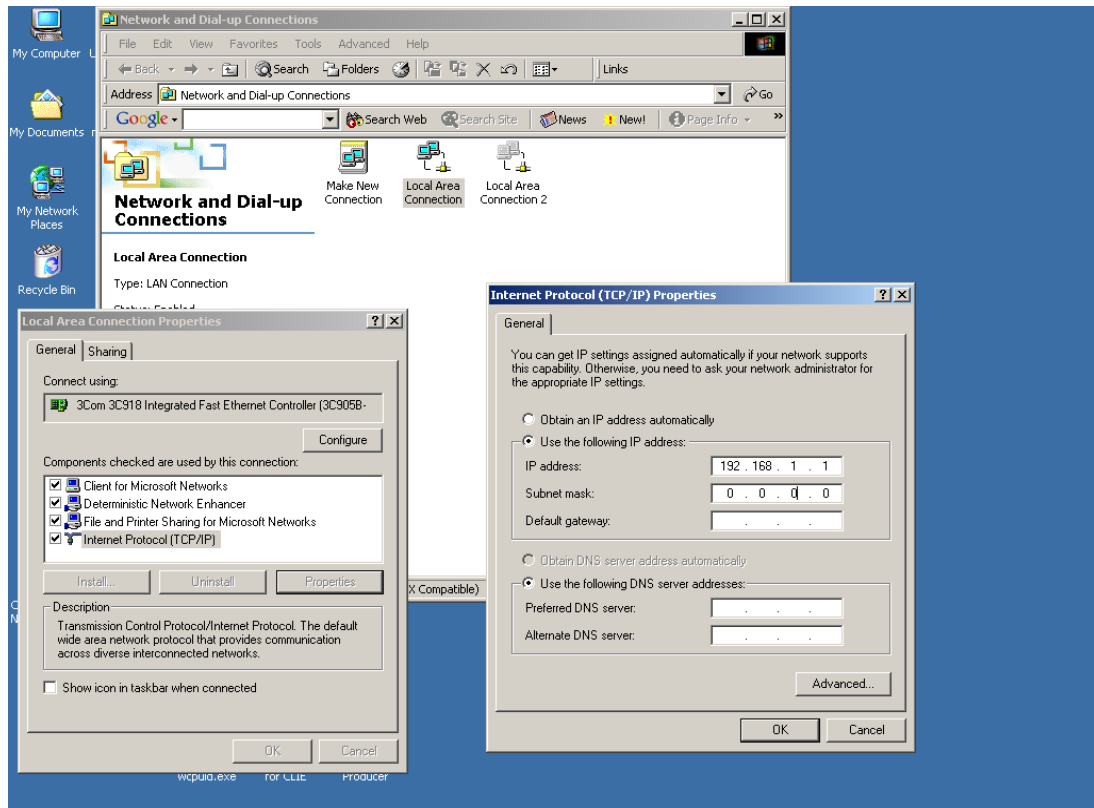 My Computer
L
My Documents
My Network
Places
Recycle Bin
Network and Dial-up Connections
File Edit View Favorites Tools Advanced Help
Back Search Folders Links
Address Network and Dial-up Connections Go
Google Search Web Search Site News New! Page Info »
Make New
Connection
Local Area
Connection
Local Area
Connection 2
Network and Dial-up
Connections
Local Area Connection
Type: LAN Connection
Status: Enabled
X Compatible)
Local Area Connection Properties
General Sharing
Connect using:
3Com 3C918 Integrated Fast Ethernet Controller (3C905B-
Configure
Components checked are used by this connection:
Client for Microsoft Networks
Deterministic Network Enhancer
File and Printer Sharing for Microsoft Networks
Internet Protocol (TCP/IP)
Install... Uninstall Properties
Description
Transmission Control Protocol/Internet Protocol. The default
wide area network protocol that provides communication
across diverse interconnected networks.
Show icon in taskbar when connected
OK Cancel
wcpuid.exe
for CLIE
Producer
Internet Protocol (TCP/IP) Properties
General
You can get IP settings assigned automatically if your network supports
this capability. Otherwise, you need to ask your network administrator for
the appropriate IP settings.
Obtain an IP address automatically
Use the following IP address:
IP address: 192 . 168 . 1 . 1
Subnet mask: 0 . 0 . 0 . 0
Default gateway: . . .
Obtain DNS server address automatically
Use the following DNS server addresses:
Preferred DNS server: . . .
Alternate DNS server: . . .
Advanced...
OK Cancel